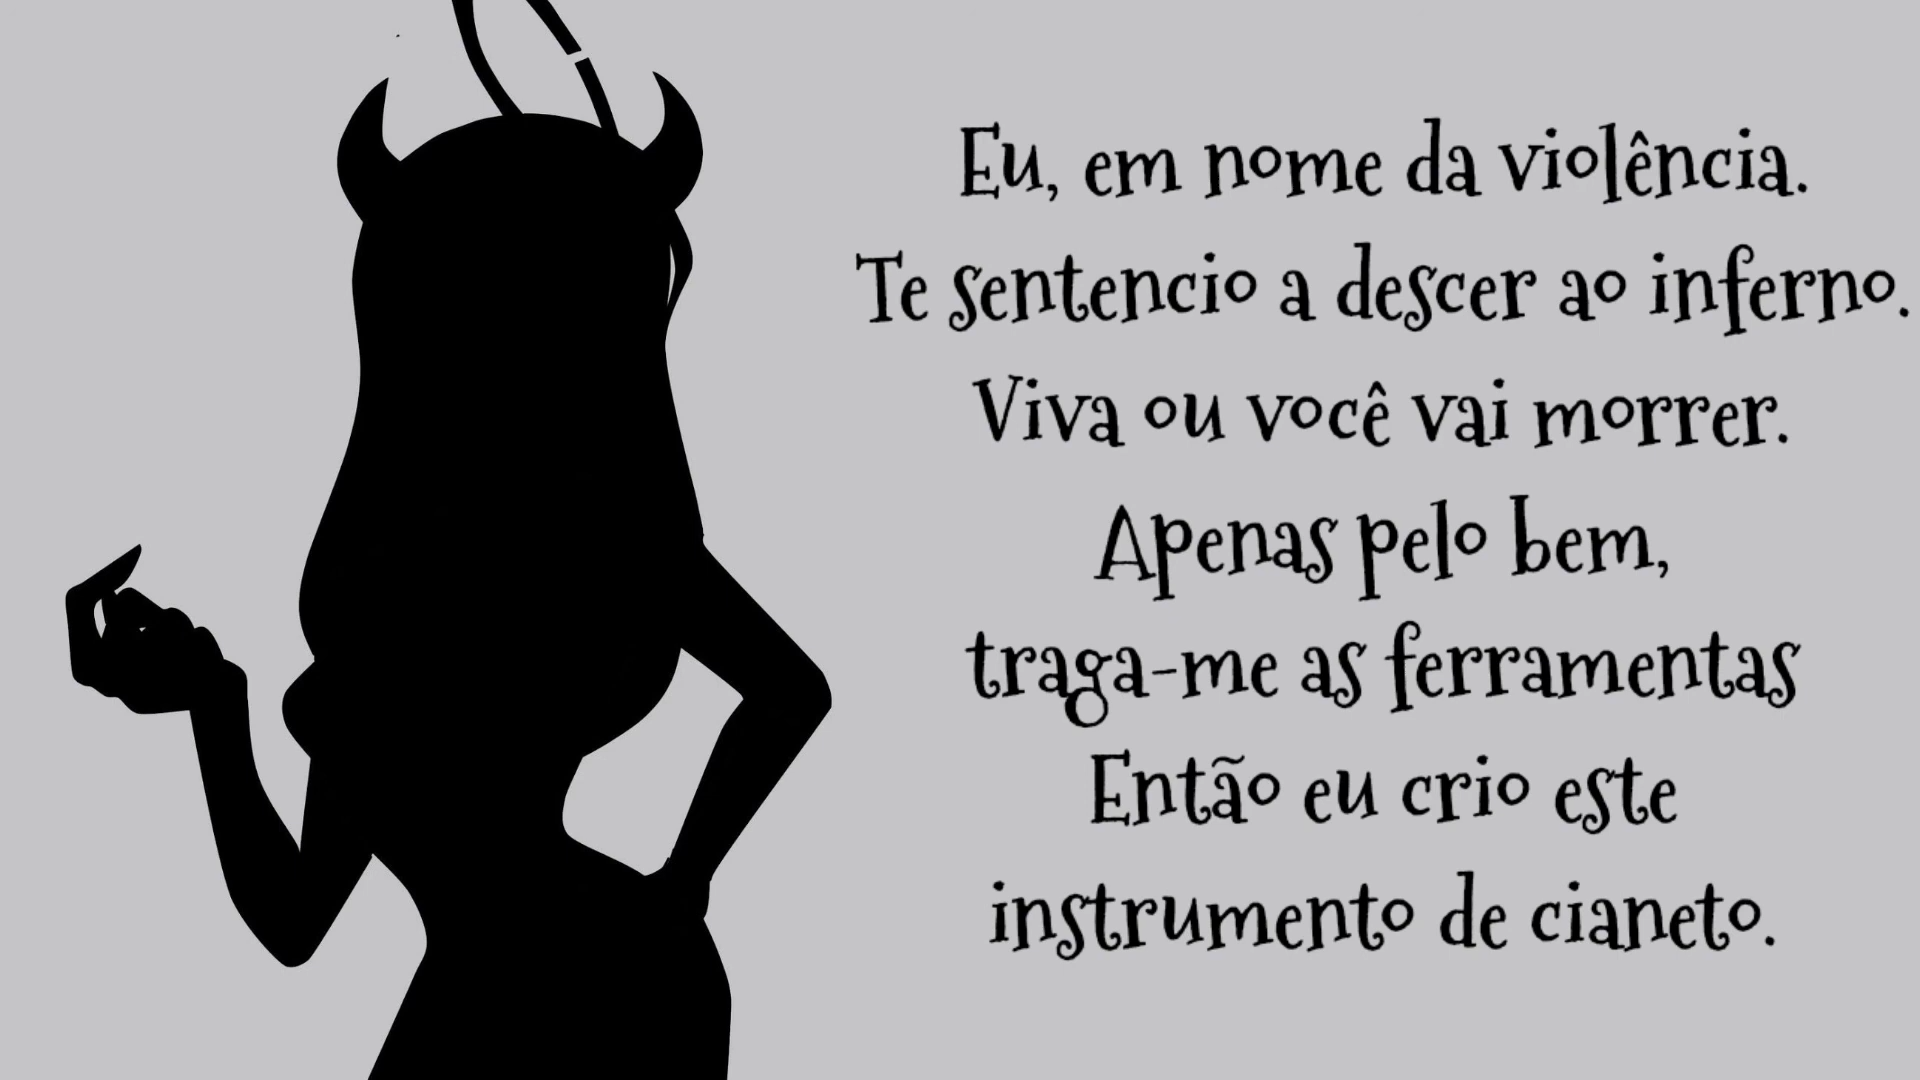 Eu, em nome da violência.
Te sentencio a descer ao inferno.
Viva ou você vai morrer.
Apenas pelo bem,
traga-me as ferramentas
Então eu crio este
instrumento de cianeto.